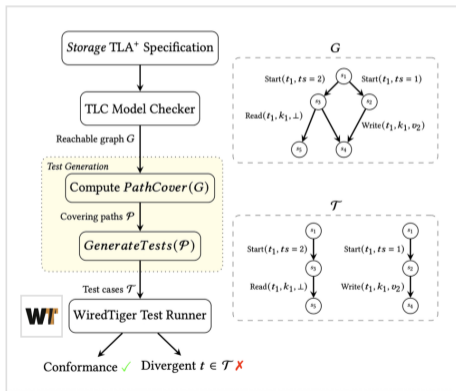 Storage TLA⁺ Specification
TLC Model Checker
Reachable graph G
Test Generation
Compute PathCover(G)
Covering paths 𝒫
GenerateTests(𝒫)
Test cases 𝒯
WT
WiredTiger Test Runner
Conformance ✓ Divergent t ∈ 𝒯 ✗
G
s₁
Start(t₁, ts = 2) Start(t₁, ts = 1)
s₃ s₂
Read(t₁, k₁, ⊥)
Write(t₁, k₁, v₂)
s₅ s₄
𝒯
s₁ s₁
Start(t₁, ts = 2) Start(t₁, ts = 1)
s₃ s₂
Read(t₁, k₁, ⊥) Write(t₁, k₁, v₂)
s₅ s₄